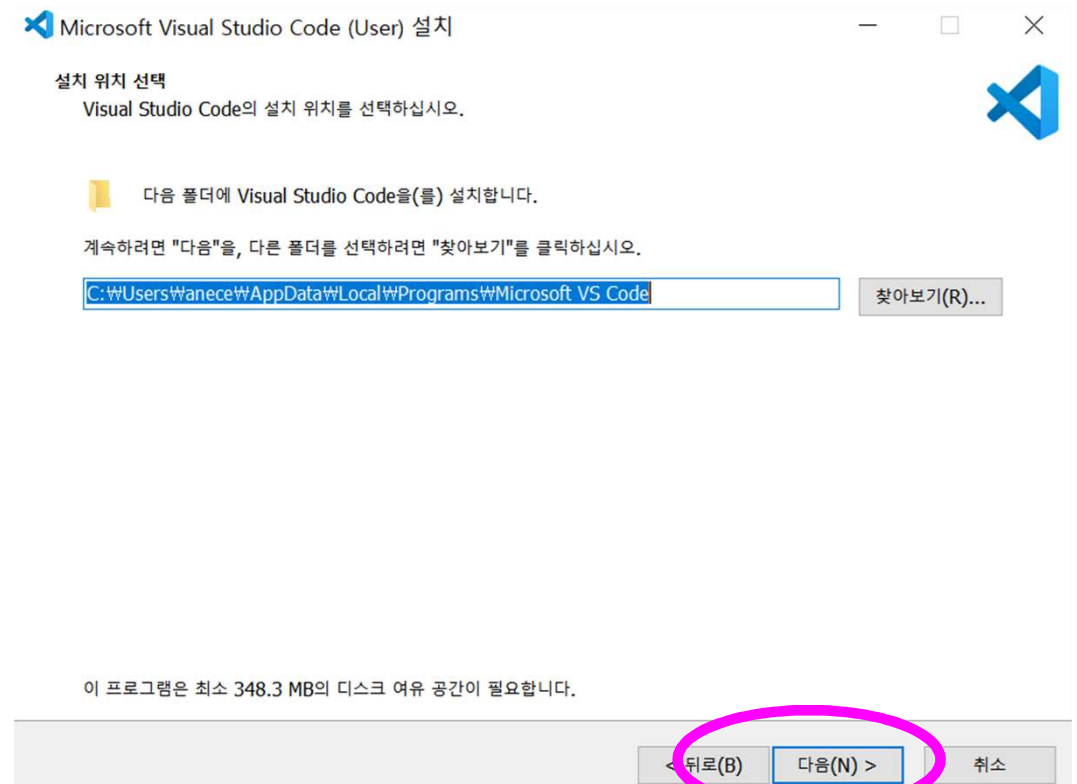 Microsoft Visual Studio Code (User) 설치
설치 위치 선택
Visual Studio Code의 설치 위치를 선택하십시오.
다음 폴더에 Visual Studio Code을(를) 설치합니다.
계속하려면 "다음"을, 다른 폴더를 선택하려면 "찾아보기"를 클릭하십시오.
C:₩Users₩anece₩AppData₩Local₩Programs₩Microsoft VS Code
찾아보기(R)...
이 프로그램은 최소 348.3 MB의 디스크 여유 공간이 필요합니다.
< 뒤로(B) 다음(N) > 취소